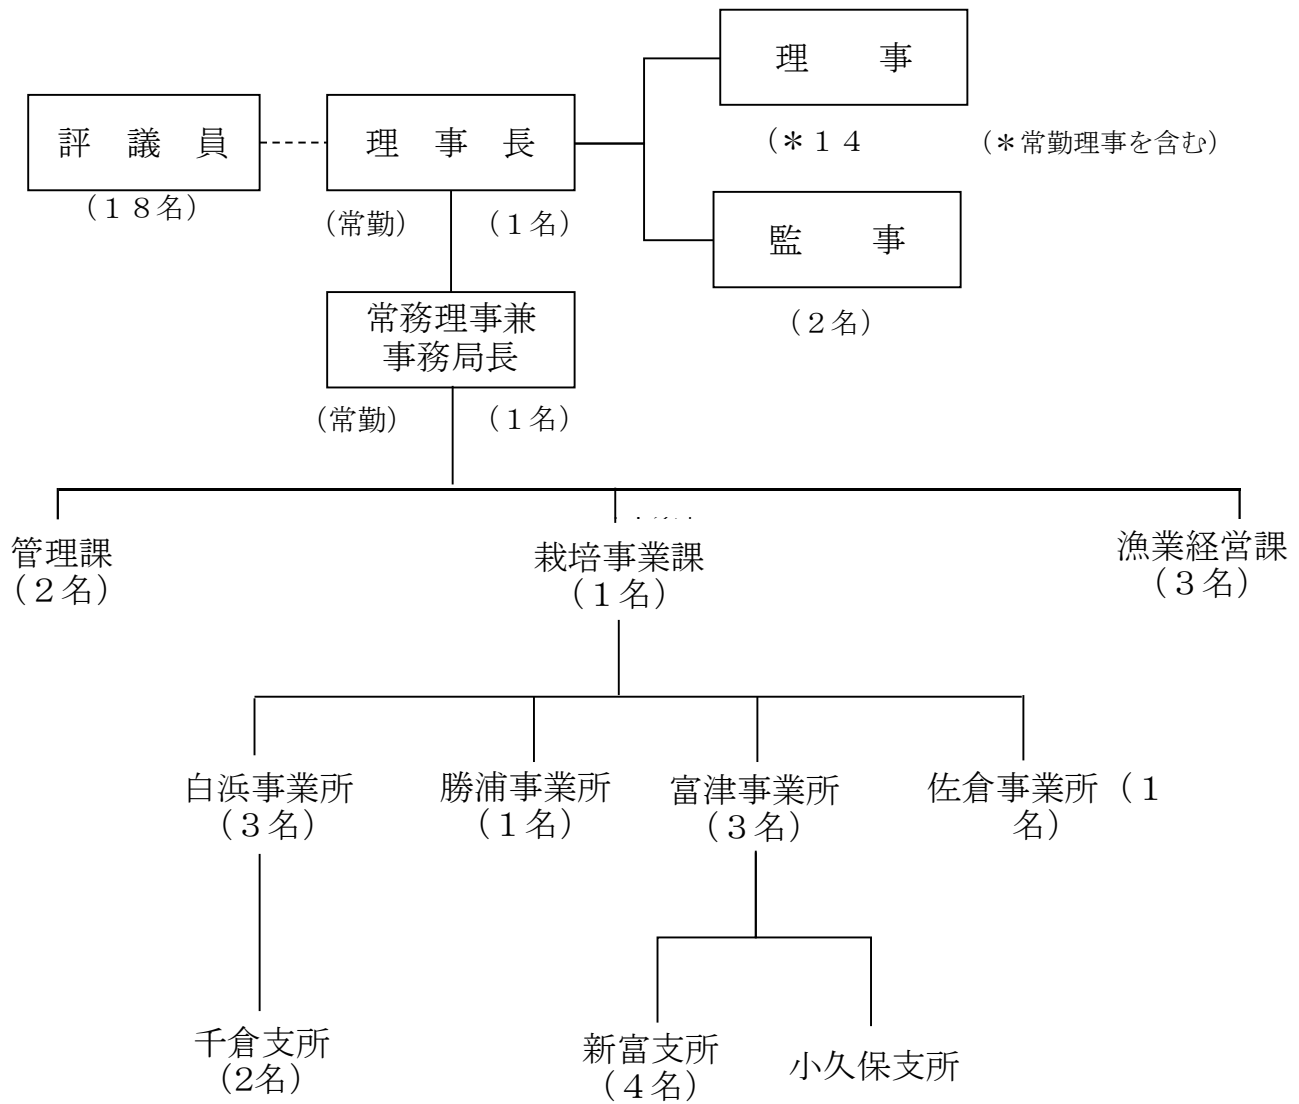 理　事
評　議　員
理　事　長
(＊１４
(＊常勤理事を含む)
(１８名)
(常勤)
(１名)
監　事
(２名)
常務理事兼
事務局長
(常勤)
(１名)
管理課
(２名)
栽培事業課
(１名)
漁業経営課
(３名)
白浜事業所
(３名)
勝浦事業所
(１名)
富津事業所
(３名)
佐倉事業所（１
名）
千倉支所
(2名)
新富支所
(４名)
小久保支所